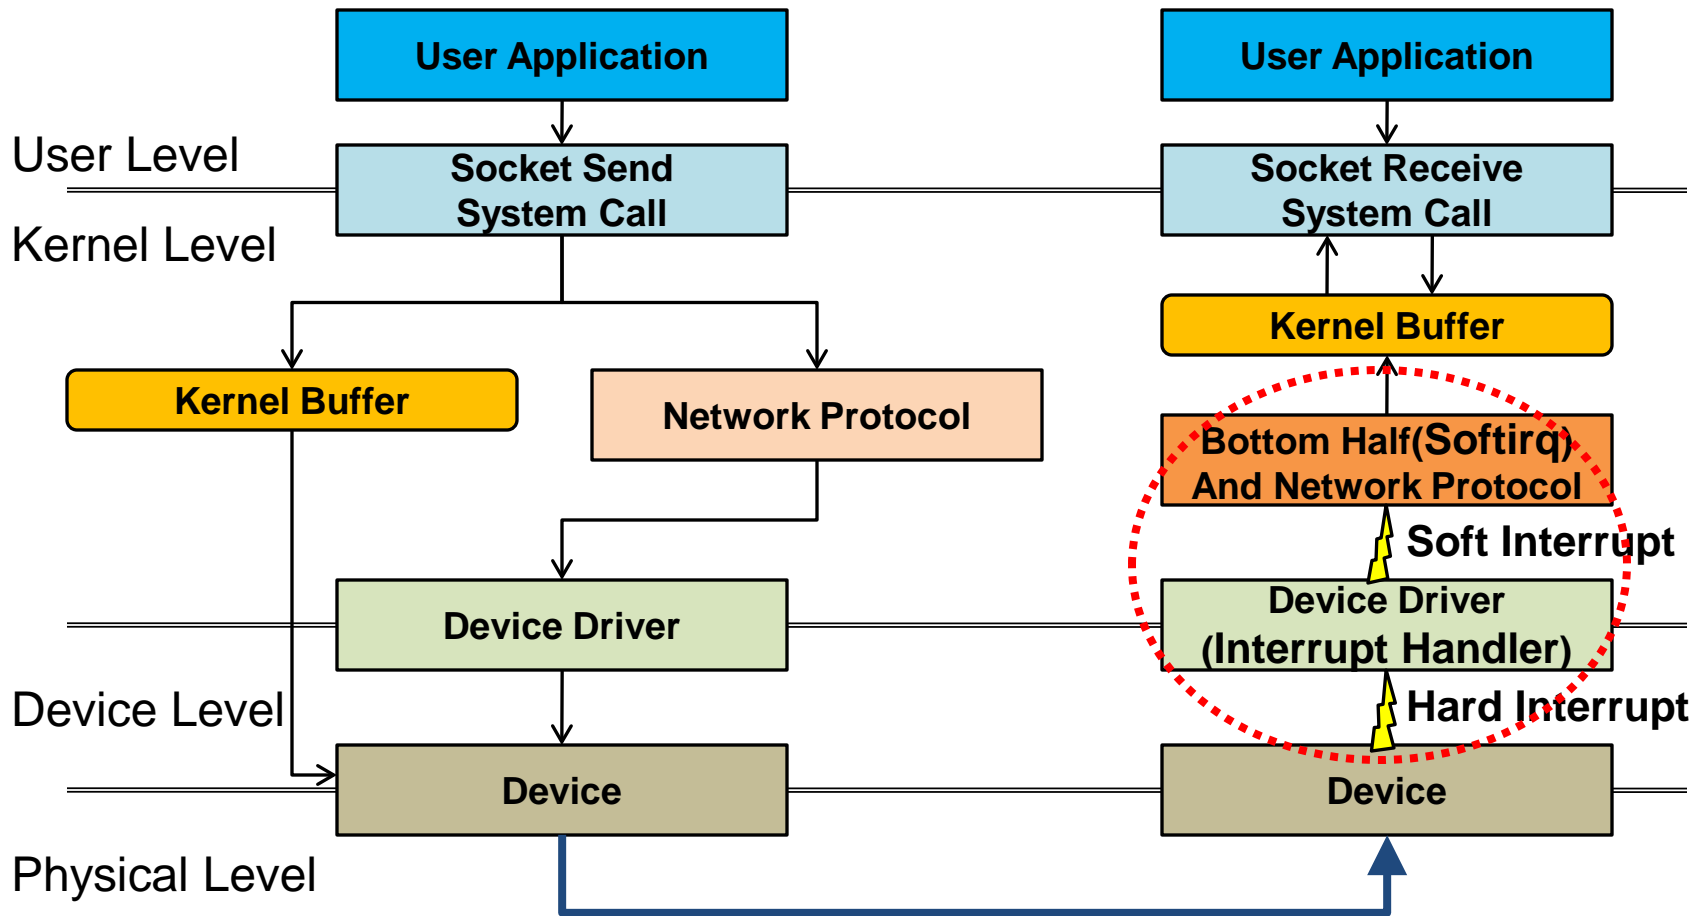 User Application
User Application
User Level
Socket Send
System Call
Socket Receive
System Call
Kernel Level
Kernel Buffer
Kernel Buffer
Network Protocol
Bottom Half(Softirq)
And Network Protocol
Soft Interrupt
Device Driver
Device Driver
(Interrupt Handler)
Device Level
Hard Interrupt
Device
Device
Physical Level